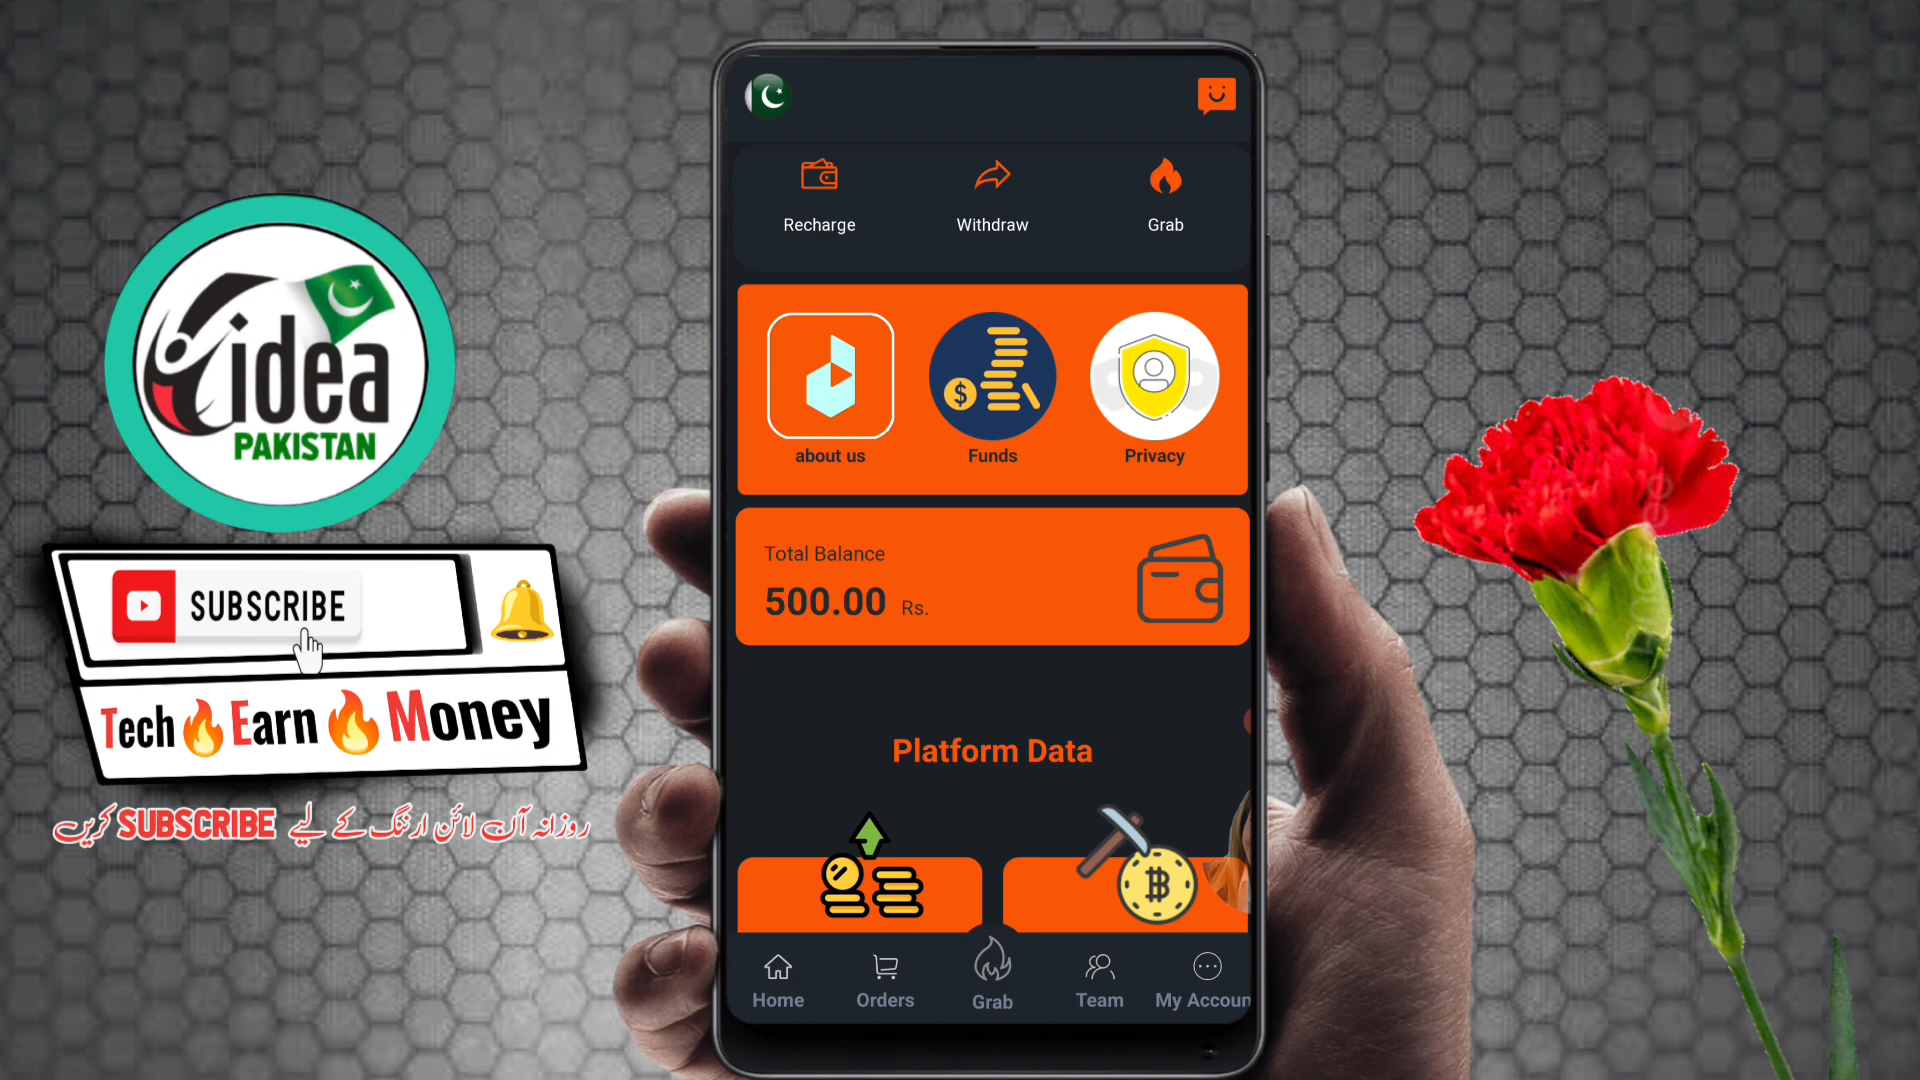 idea
PAKISTAN
SUBSCRIBE
Tech Earn Money
روزانہ آن لائن ارننگ کے لیے SUBSCRIBE کریں
Recharge
Withdraw
Grab
about us
Funds
Privacy
Total Balance
500.00 Rs.
Platform Data
Home
Orders
Grab
Team
My Accoun